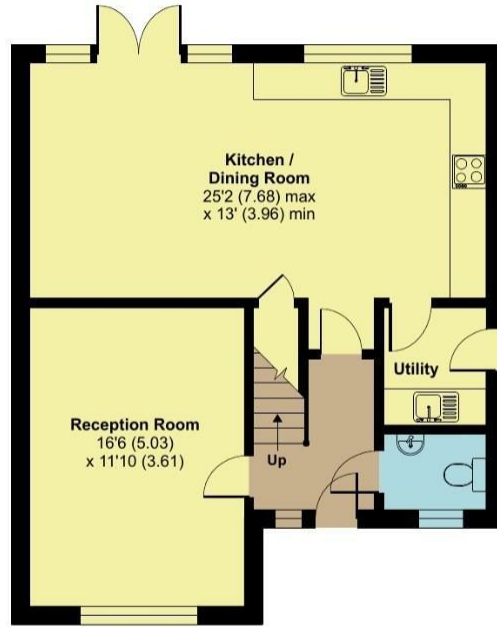 Kitchen /
Dining Room
25'2 (7.68) max
x 13' (3.96) min
Utility
Reception Room
16'6 (5.03)
x 11'10 (3.61)
Up